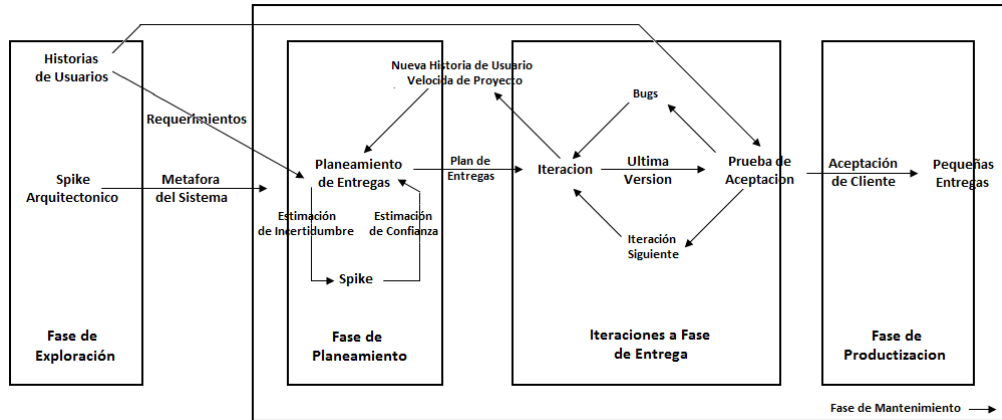 Historias
de Usuarios
Requerimientos
Spike
Arquitectonico
Metafora
del Sistema
Fase de
Exploración
Nueva Historia de Usuario
Velocida de Proyecto
Planeamiento
de Entregas
Estimación
de Incertidumbre
Estimación
de Confianza
Spike
Fase de
Planeamiento
Plan de
Entregas
Iteracion
Bugs
Ultima
Version
Prueba de
Aceptacion
Iteración
Siguiente
Iteraciones a Fase
de Entrega
Aceptación
de Cliente
Pequeñas
Entregas
Fase de
Productizacion
Fase de Mantenimiento